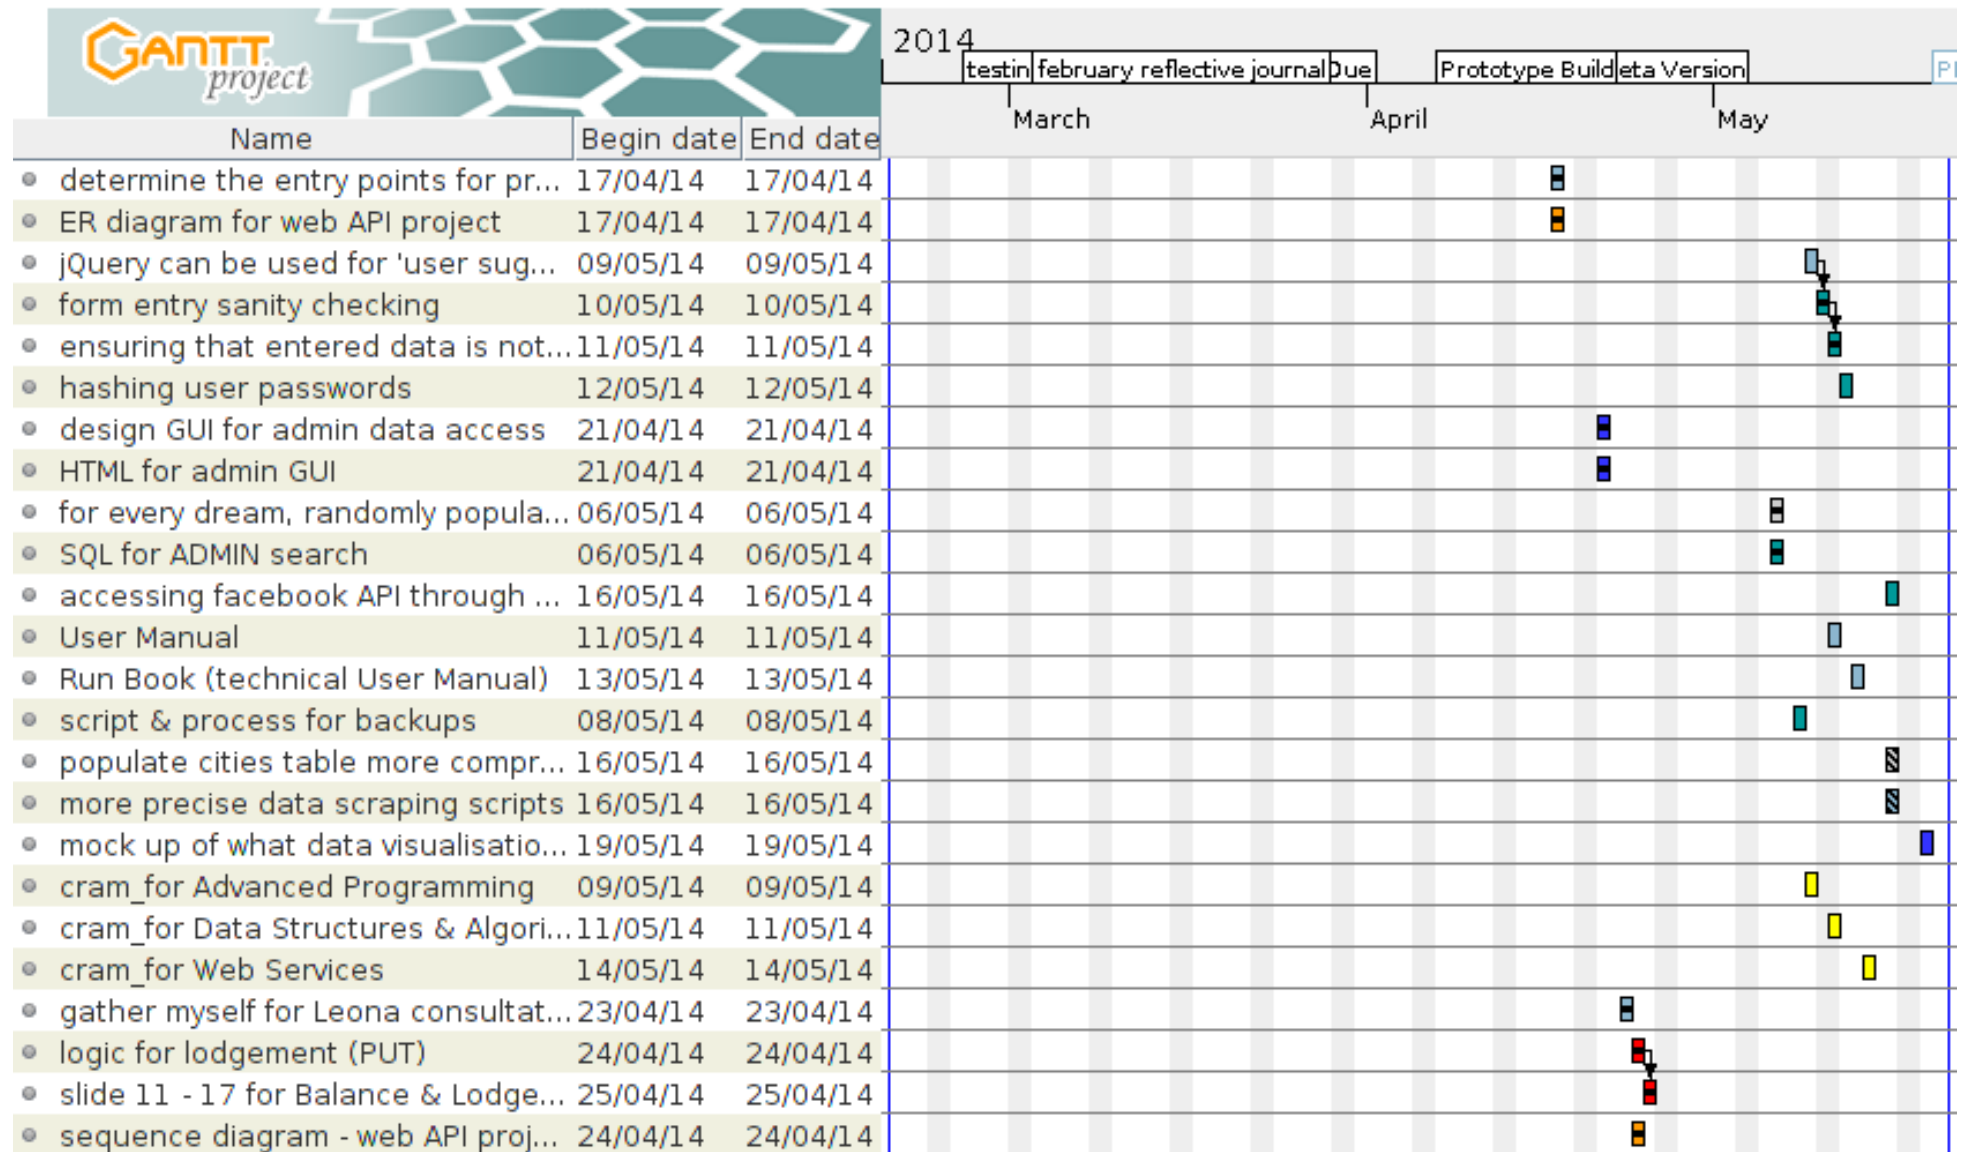 GANTT
project
2014
testin february reflective journal Due Prototype Build eta Version Pl
March April May
Name Begin date End date
determine the entry points for pr... 17/04/14 17/04/14
ER diagram for web API project 17/04/14 17/04/14
jQuery can be used for 'user sug... 09/05/14 09/05/14
form entry sanity checking 10/05/14 10/05/14
ensuring that entered data is not... 11/05/14 11/05/14
hashing user passwords 12/05/14 12/05/14
design GUI for admin data access 21/04/14 21/04/14
HTML for admin GUI 21/04/14 21/04/14
for every dream, randomly popula... 06/05/14 06/05/14
SQL for ADMIN search 06/05/14 06/05/14
accessing facebook API through ... 16/05/14 16/05/14
User Manual 11/05/14 11/05/14
Run Book (technical User Manual) 13/05/14 13/05/14
script & process for backups 08/05/14 08/05/14
populate cities table more compr... 16/05/14 16/05/14
more precise data scraping scripts 16/05/14 16/05/14
mock up of what data visualisatio... 19/05/14 19/05/14
cram_for Advanced Programming 09/05/14 09/05/14
cram_for Data Structures & Algori... 11/05/14 11/05/14
cram_for Web Services 14/05/14 14/05/14
gather myself for Leona consultat... 23/04/14 23/04/14
logic for lodgement (PUT) 24/04/14 24/04/14
slide 11 - 17 for Balance & Lodge... 25/04/14 25/04/14
sequence diagram - web API proj... 24/04/14 24/04/14